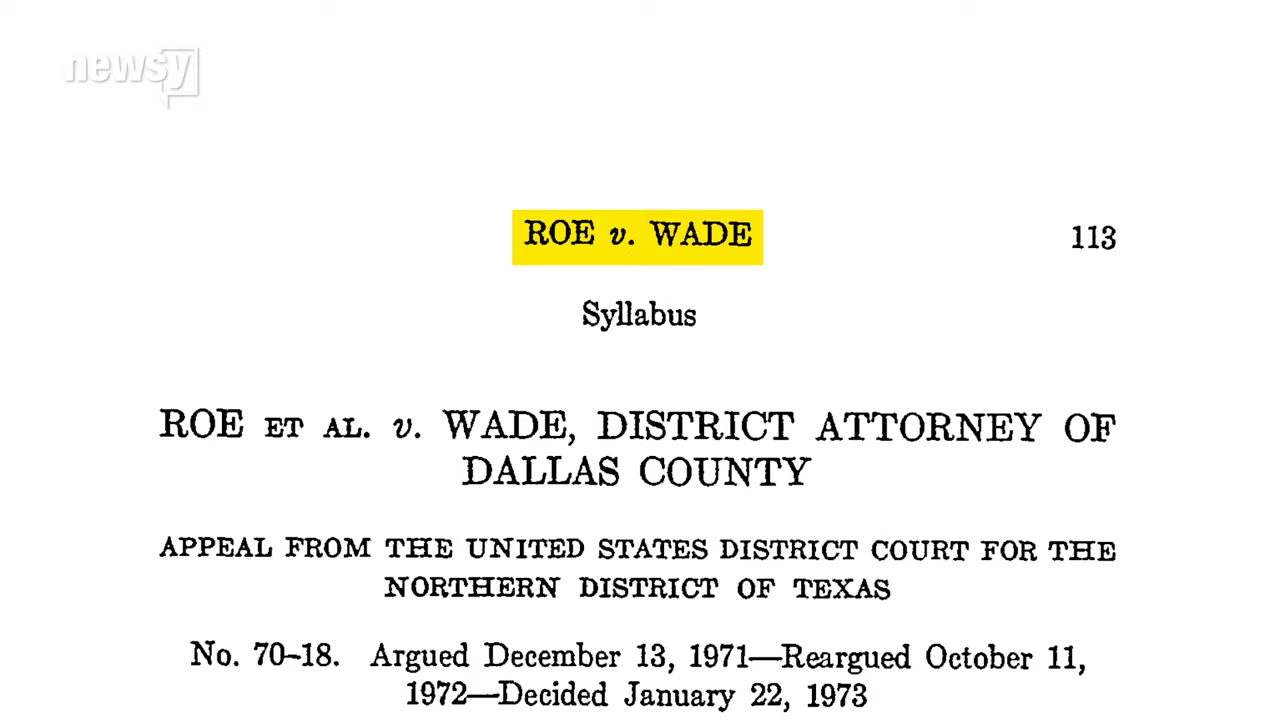 newsy
ROE v. WADE 113
Syllabus
ROE ET AL. v. WADE, DISTRICT ATTORNEY OF
DALLAS COUNTY
APPEAL FROM THE UNITED STATES DISTRICT COURT FOR THE
NORTHERN DISTRICT OF TEXAS
No. 70–18. Argued December 13, 1971—Reargued October 11,
1972—Decided January 22, 1973